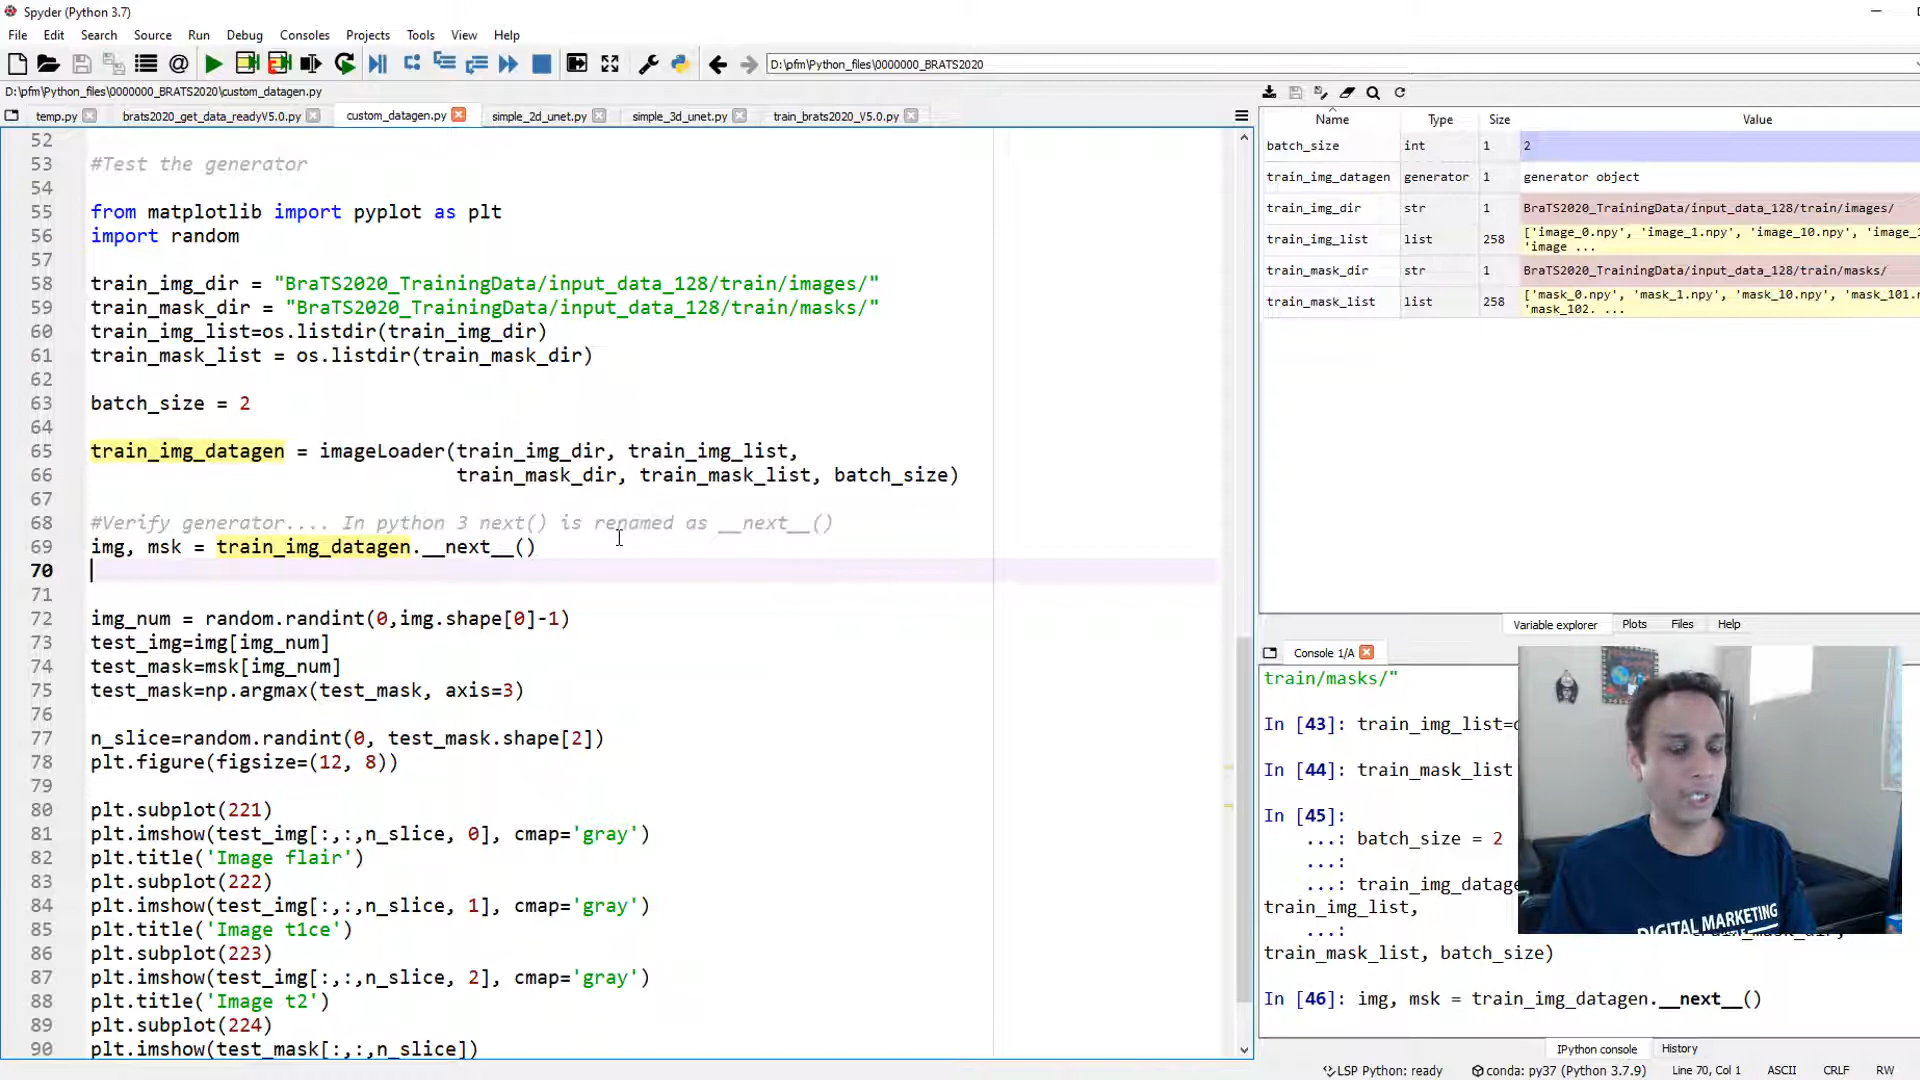 Spyder (Python 3.7)
File Edit Search Source Run Debug Consoles Projects Tools View Help
D:\pfm\Python_files\0000000_BRATS2020
D:\pfm\Python_files\0000000_BRATS2020\custom_datagen.py
temp.py brats2020_get_data_readyV5.0.py custom_datagen.py simple_2d_unet.py simple_3d_unet.py train_brats2020_V5.0.py
52
53 #Test the generator
54
55 from matplotlib import pyplot as plt
56 import random
57
58 train_img_dir = "BraTS2020_TrainingData/input_data_128/train/images/"
59 train_mask_dir = "BraTS2020_TrainingData/input_data_128/train/masks/"
60 train_img_list=os.listdir(train_img_dir)
61 train_mask_list = os.listdir(train_mask_dir)
62
63 batch_size = 2
64
65 train_img_datagen = imageLoader(train_img_dir, train_img_list,
66 train_mask_dir, train_mask_list, batch_size)
67
68 #Verify generator.... In python 3 next() is renamed as __next__()
69 img, msk = train_img_datagen.__next__()
70
71
72 img_num = random.randint(0,img.shape[0]-1)
73 test_img=img[img_num]
74 test_mask=msk[img_num]
75 test_mask=np.argmax(test_mask, axis=3)
76
77 n_slice=random.randint(0, test_mask.shape[2])
78 plt.figure(figsize=(12, 8))
79
80 plt.subplot(221)
81 plt.imshow(test_img[:,:,n_slice, 0], cmap='gray')
82 plt.title('Image flair')
83 plt.subplot(222)
84 plt.imshow(test_img[:,:,n_slice, 1], cmap='gray')
85 plt.title('Image t1ce')
86 plt.subplot(223)
87 plt.imshow(test_img[:,:,n_slice, 2], cmap='gray')
88 plt.title('Image t2')
89 plt.subplot(224)
90 plt.imshow(test_mask[:,:,n_slice])
Name Type Size Value
batch_size int 1 2
train_img_datagen generator 1 generator object
train_img_dir str 1 BraTS2020_TrainingData/input_data_128/train/images/
train_img_list list 258 ['image_0.npy', 'image_1.npy', 'image_10.npy', 'image_1
'image ...
train_mask_dir str 1 BraTS2020_TrainingData/input_data_128/train/masks/
train_mask_list list 258 ['mask_0.npy', 'mask_1.npy', 'mask_10.npy', 'mask_101.n
'mask_102. ...
Variable explorer Plots Files Help
Console 1/A
train/masks/"
In [43]: train_img_list=
In [44]: train_mask_list
In [45]:
...: batch_size = 2
...:
...: train_img_datage
train_img_list,
...:
train_mask_list, batch_size)
In [46]: img, msk = train_img_datagen.__next__()
DIGITAL MARKETING
IPython console History
LSP Python: ready conda: py37 (Python 3.7.9) Line 70, Col 1 ASCII CRLF RW